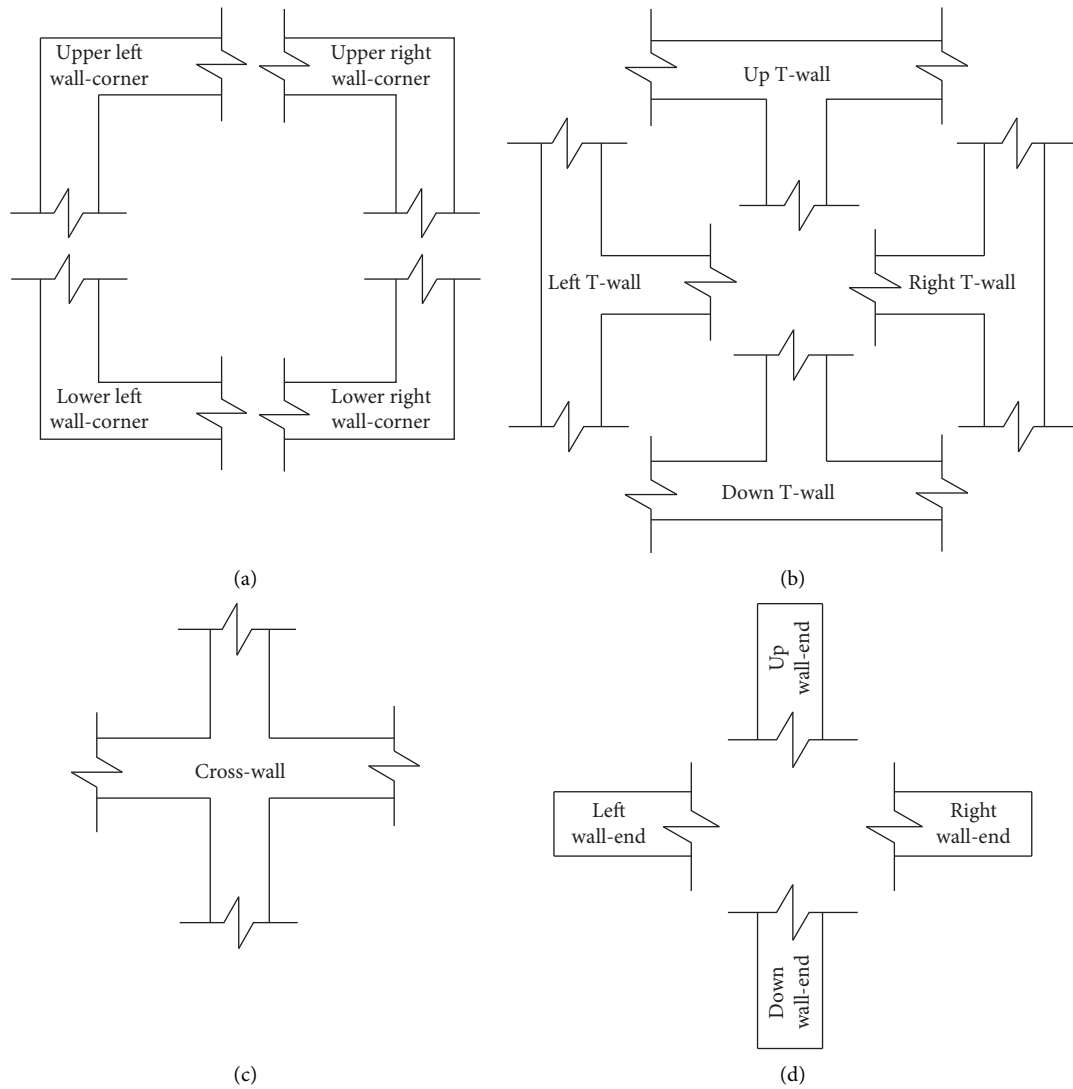 Upper left
wall-corner
Upper right
wall-corner
Lower left
wall-corner
Lower right
wall-corner
(a)
Up T-wall
Left T-wall
Right T-wall
Down T-wall
(b)
Cross-wall
(c)
Up
wall-end
Left
wall-end
Right
wall-end
Down
wall-end
(d)